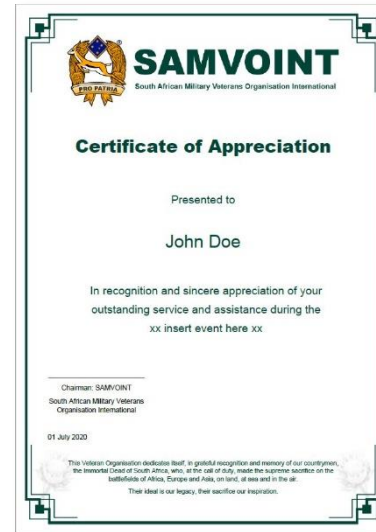 SAMVOINT
South African Military Veterans Organisation International
PRO PATRIA
Certificate of Appreciation
Presented to
John Doe
In recognition and sincere appreciation of your
outstanding service and assistance during the
xx insert event here xx
Chairman: SAMVOINT
South African Military Veterans
Organisation International
01 July 2020
This Veteran Organisation dedicates itself, in grateful recognition and memory of our countrymen,
the Immortal Dead of South Africa, who, at the call of duty, made the supreme sacrifice on the
battlefields of Africa, Europe and Asia, on land, at sea and in the air.
Their ideal is our legacy, their sacrifice our inspiration.